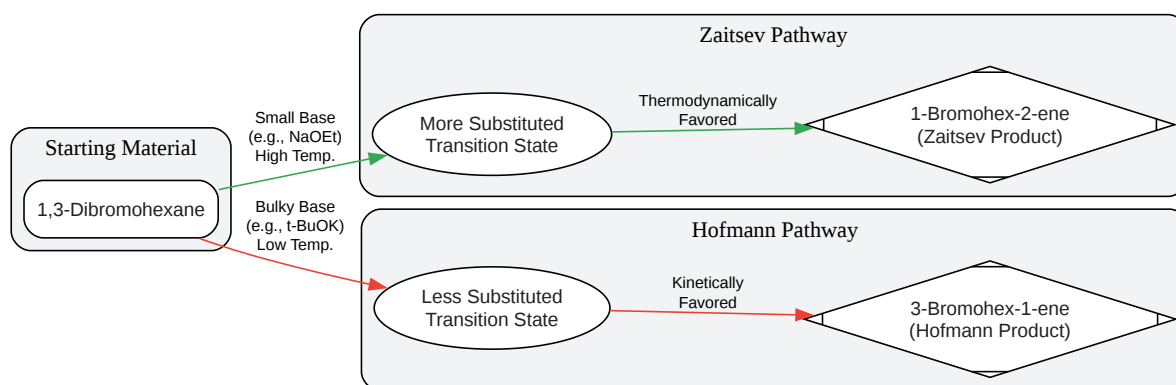 Zaitsev Pathway
Small Base
(e.g., NaOEt)
High Temp.
More Substituted
Transition State
Thermodynamically
Favored
1-Bromohex-2-ene
(Zaitsev Product)
Starting Material
1,3-Dibromohexane
Bulky Base
(e.g., t-BuOK)
Low Temp.
Hofmann Pathway
Less Substituted
Transition State
Kinetically
Favored
3-Bromohex-1-ene
(Hofmann Product)